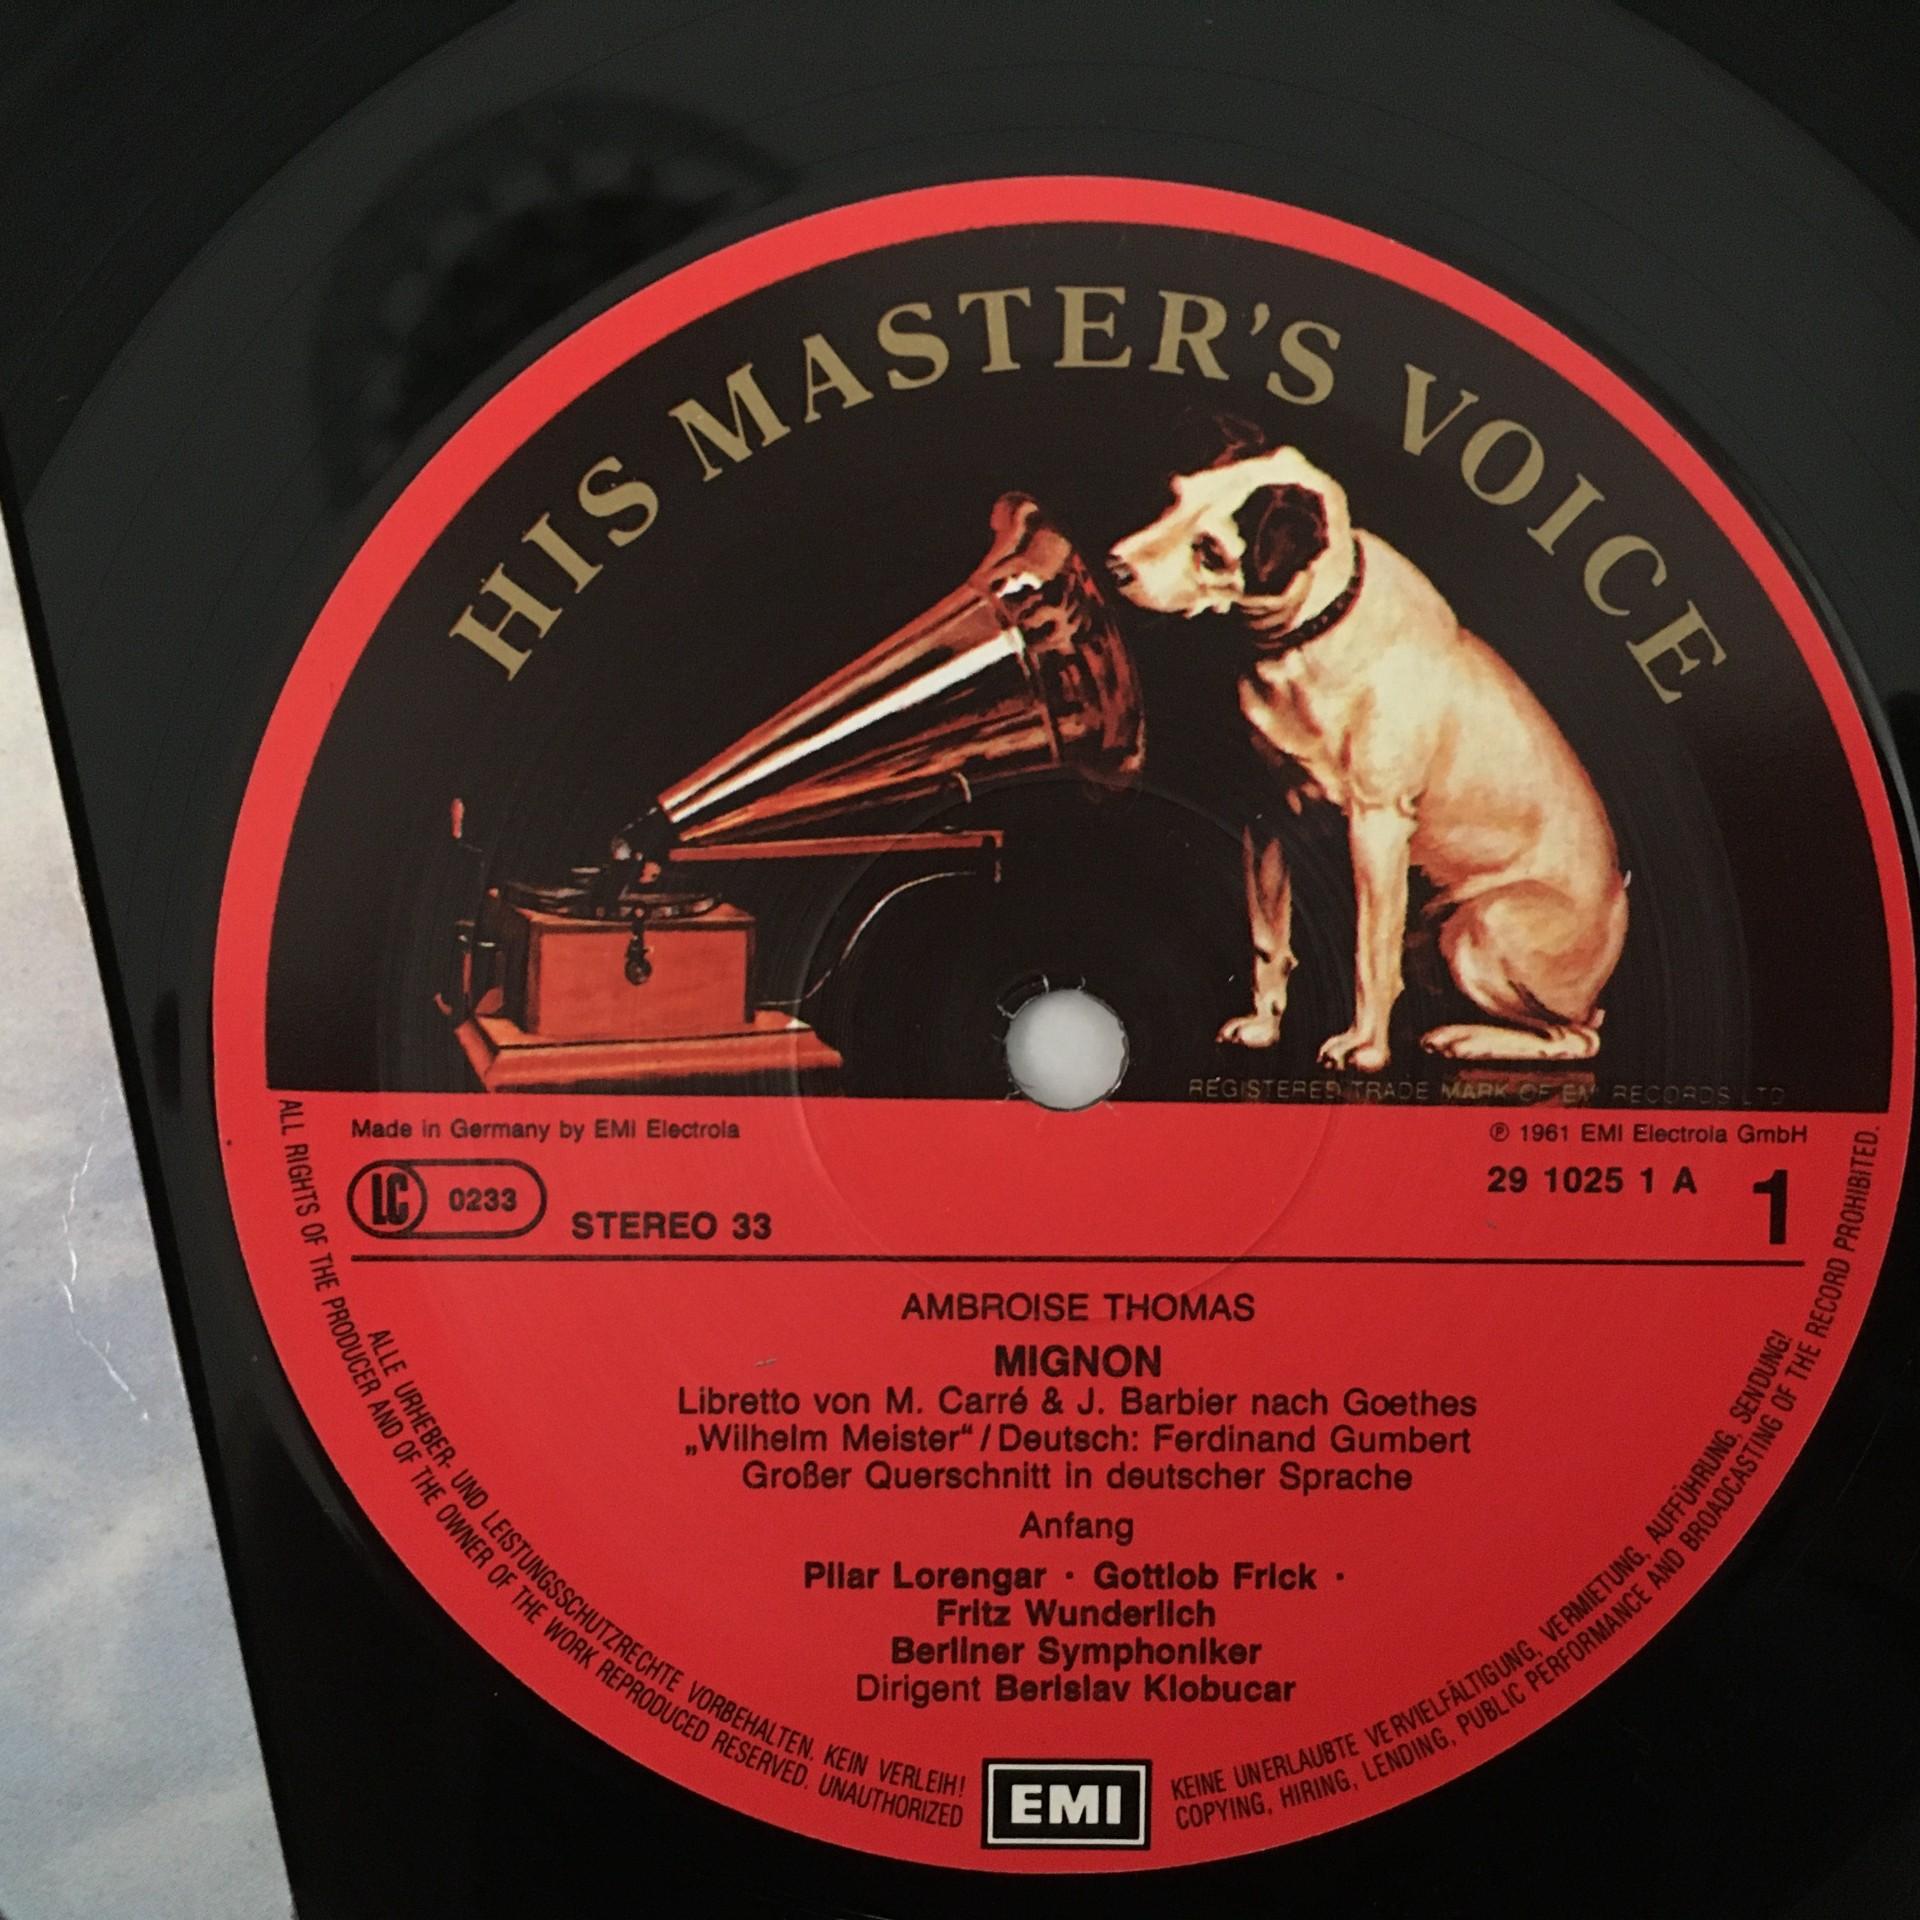 HIS MASTER'S VOICE
REGISTERED TRADE MARK OF EMI RECORDS LTD
Made in Germany by EMI Electrola
℗ 1961 EMI Electrola GmbH
LC 0233
STEREO 33
29 1025 1 A
1
AMBROISE THOMAS
MIGNON
Libretto von M. Carré & J. Barbier nach Goethes
„Wilhelm Meister“ / Deutsch: Ferdinand Gumbert
Großer Querschnitt in deutscher Sprache
Anfang
Pilar Lorengar · Gottlob Frick ·
Fritz Wunderlich
Berliner Symphoniker
Dirigent Berislav Klobucar
EMI
ALLE URHEBER- UND LEISTUNGSSCHUTZRECHTE VORBEHALTEN. KEIN VERLEIH! KEINE UNERLAUBTE VERVIELFÄLTIGUNG, VERMIETUNG, AUFFÜHRUNG, SENDUNG!
ALL RIGHTS OF THE PRODUCER AND OF THE OWNER OF THE WORK REPRODUCED RESERVED. UNAUTHORIZED COPYING, HIRING, LENDING, PUBLIC PERFORMANCE AND BROADCASTING OF THE RECORD PROHIBITED.